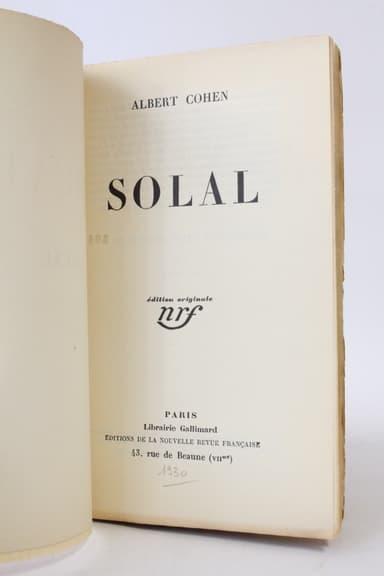 ALBERT COHEN
SOLAL
édition originale
nrf
PARIS
Librairie Gallimard
ÉDITIONS DE LA NOUVELLE REVUE FRANÇAISE
43, rue de Beaune (VIIme)
1930